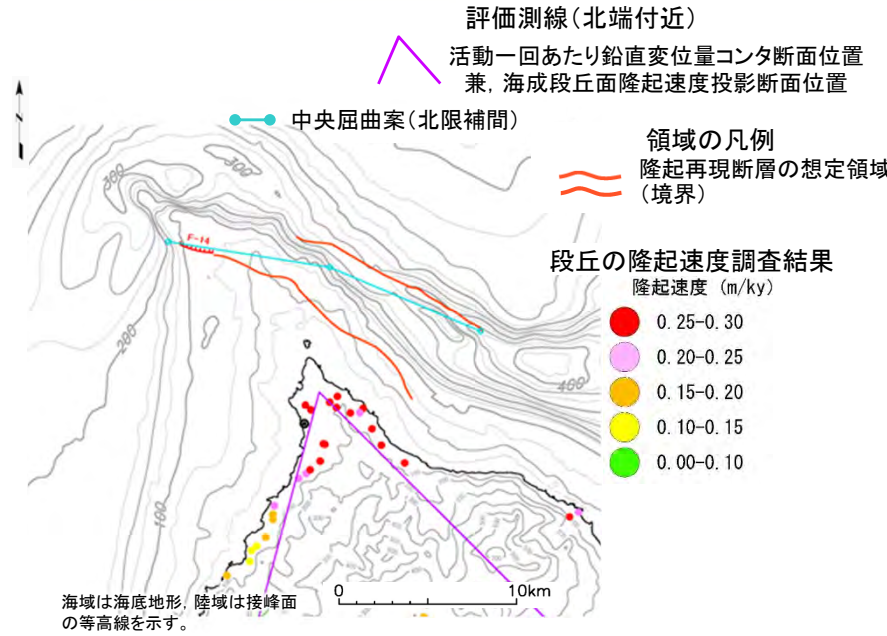 評価測線(北端付近)
活動一回あたり鉛直変位量コンタ断面位置
兼,海成段丘面隆起速度投影断面位置
中央屈曲案(北限補間)
領域の凡例
隆起再現断層の想定領域
(境界)
段丘の隆起速度調査結果
隆起速度 (m/ky)
0.25-0.30
0.20-0.25
0.15-0.20
0.10-0.15
0.00-0.10
300
300
F-14
200
400
100
0 10km
海域は海底地形,陸域は接峰面
の等高線を示す。